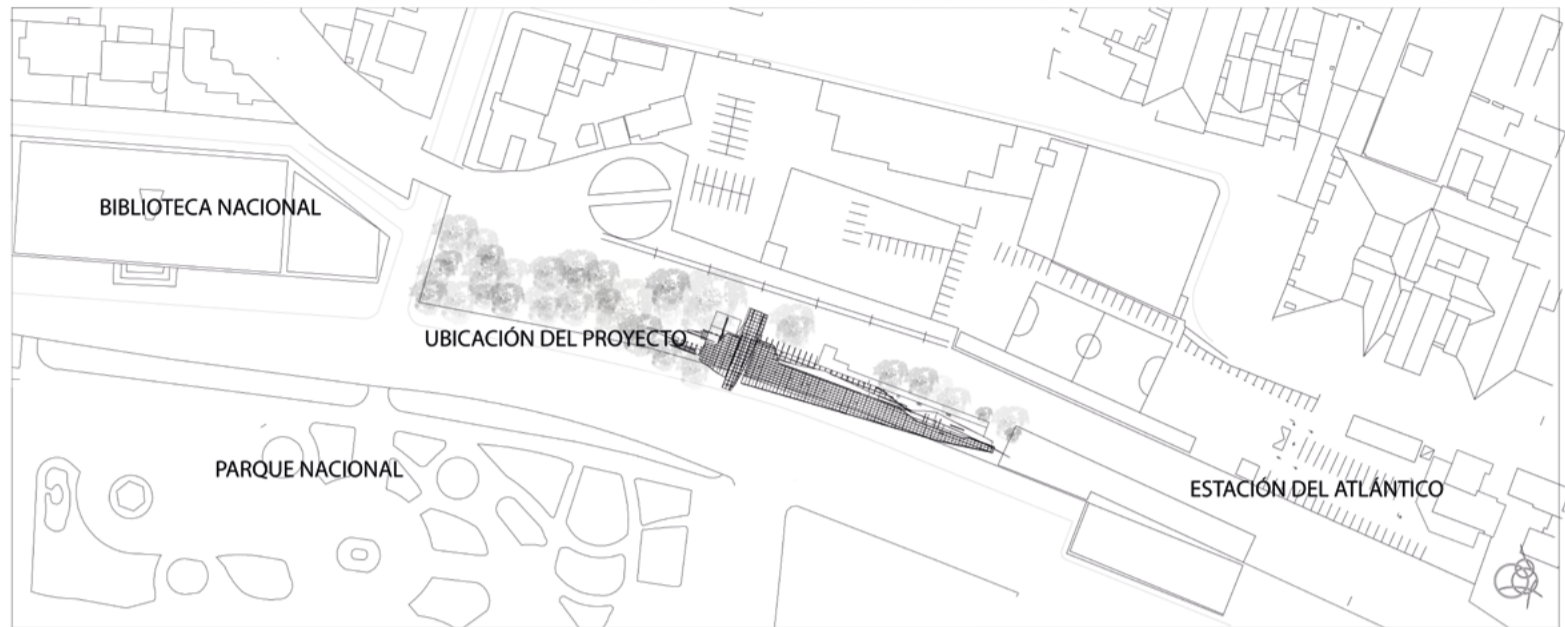 BIBLIOTECA NACIONAL
UBICACIÓN DEL PROYECTO
PARQUE NACIONAL
ESTACIÓN DEL ATLÁNTICO